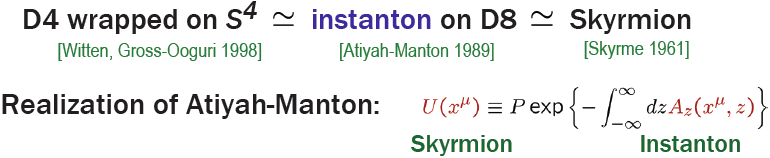 D4 wrapped on S⁴ ≃ instanton on D8 ≃ Skyrmion
[Witten, Gross-Ooguri 1998] [Atiyah-Manton 1989] [Skyrme 1961]
Realization of Atiyah-Manton: U(x^μ) ≡ P exp{−∫_{−∞}^{∞} dz A_z(x^μ, z)}
Skyrmion Instanton